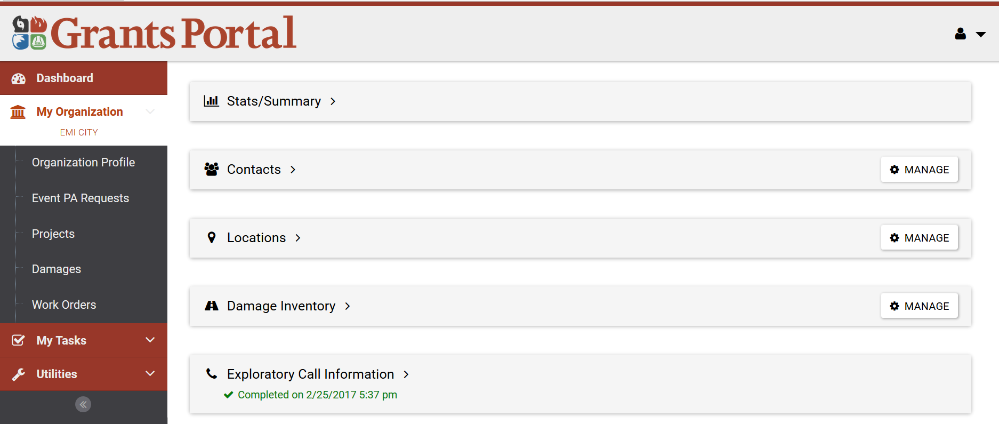 Grants Portal
Dashboard
My Organization
EMI CITY
Organization Profile
Event PA Requests
Projects
Damages
Work Orders
My Tasks
Utilities
Stats/Summary
Contacts
MANAGE
Locations
MANAGE
Damage Inventory
MANAGE
Exploratory Call Information
Completed on 2/25/2017 5:37 pm